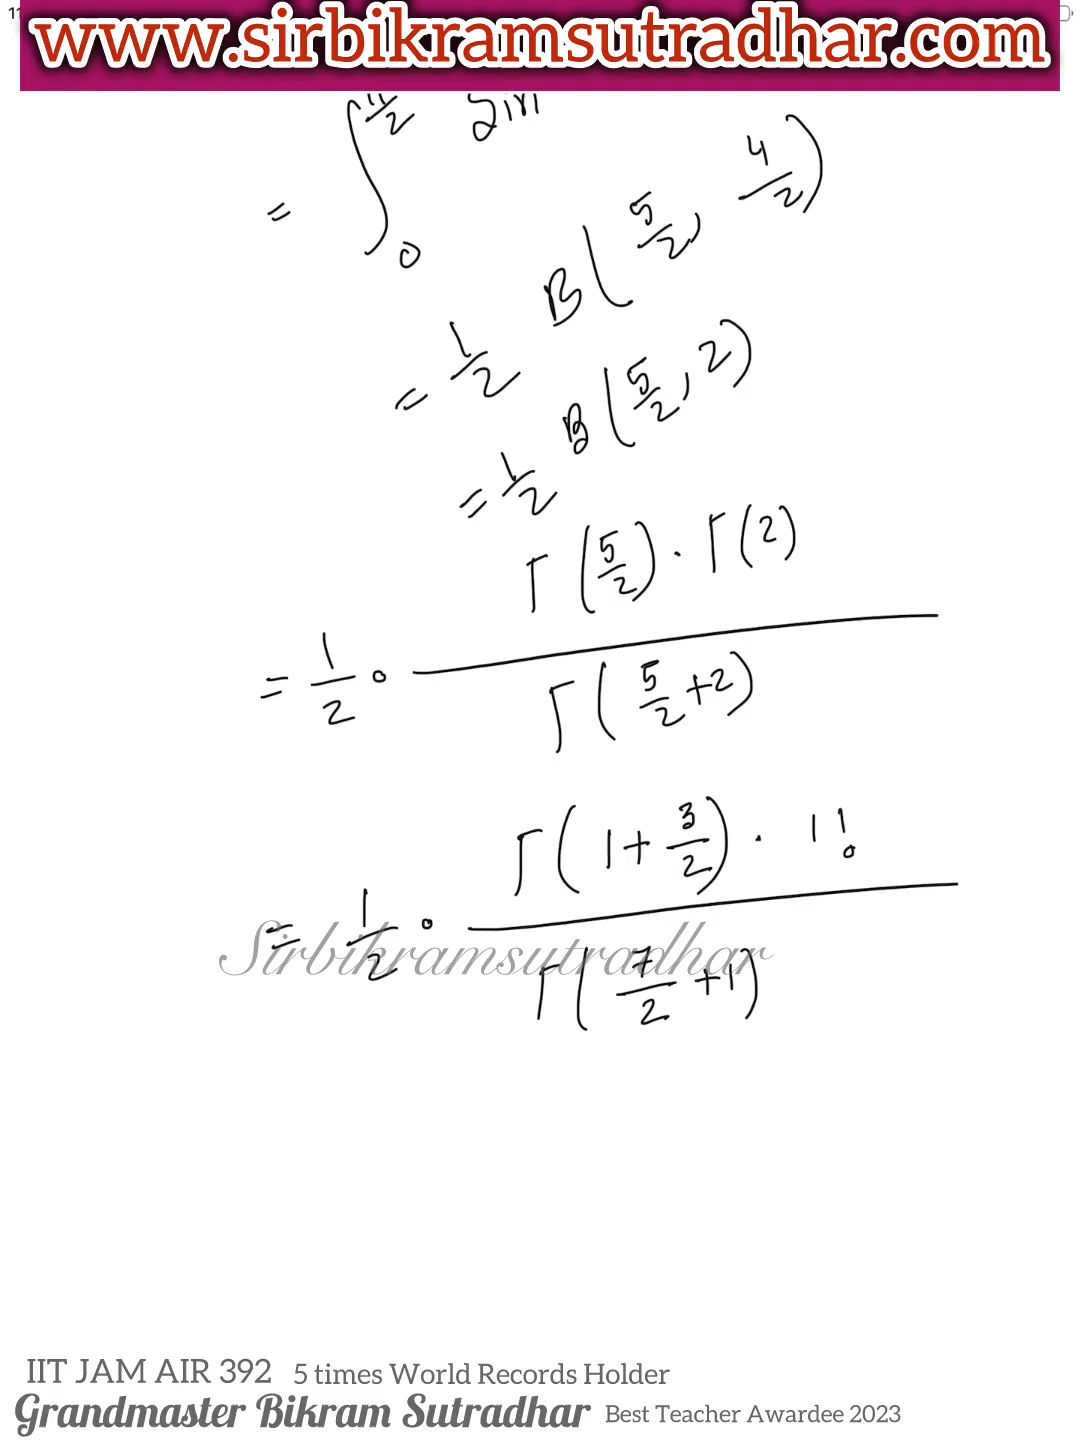 www.sirbikramsutradhar.com
= ∫₀^π/2 Sin
= 1/2 B(5/2, 4/2)
= 1/2 B(5/2, 2)
= 1/2 · Γ(5/2) · Γ(2) / Γ(5/2 + 2)
= 1/2 · Γ(1 + 3/2) · 1! / Γ(7/2 + 1)
Sirbikramsutradhar
IIT JAM AIR 392 5 times World Records Holder
Grandmaster Bikram Sutradhar Best Teacher Awardee 2023